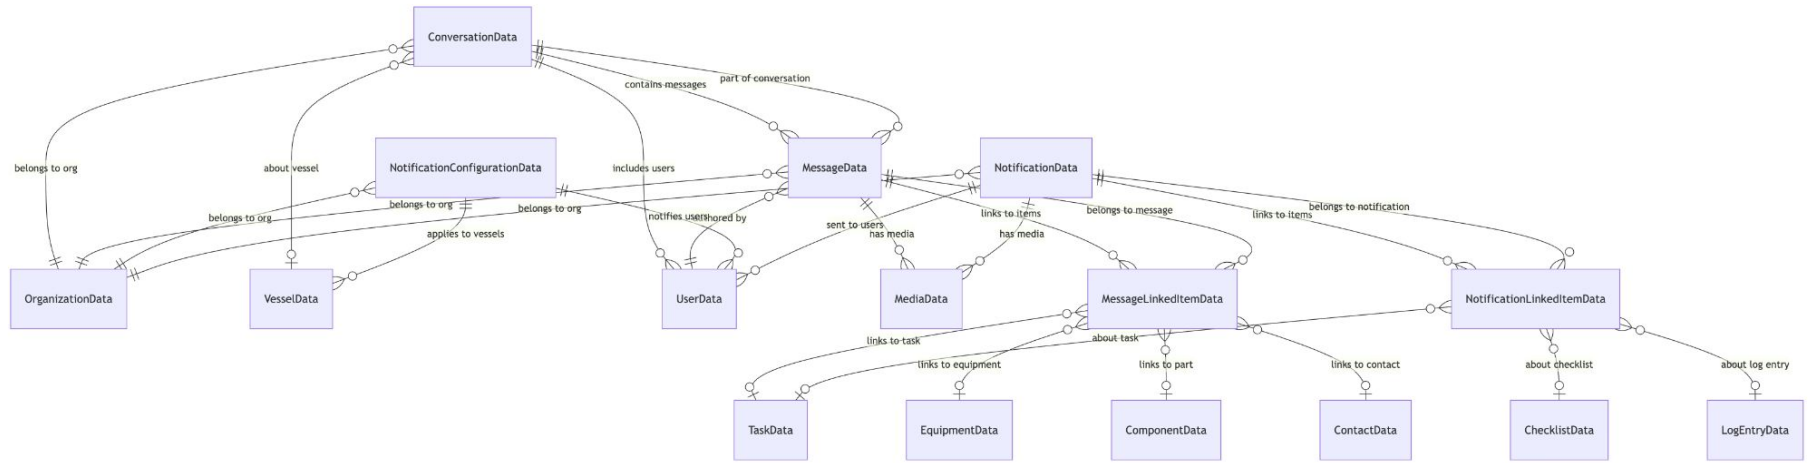 ConversationData
part of conversation
contains messages
belongs to org
about vessel
NotificationConfigurationData
includes users
MessageData
NotificationData
belongs to org
belongs to org
belongs to org
notifies users
authored by
links to items
belongs to message
links to items
belongs to notification
applies to vessels
sent to users
has media
has media
OrganizationData
VesselData
UserData
MediaData
MessageLinkedItemData
NotificationLinkedItemData
links to task
about task
links to equipment
links to part
links to contact
about checklist
about log entry
TaskData
EquipmentData
ComponentData
ContactData
ChecklistData
LogEntryData